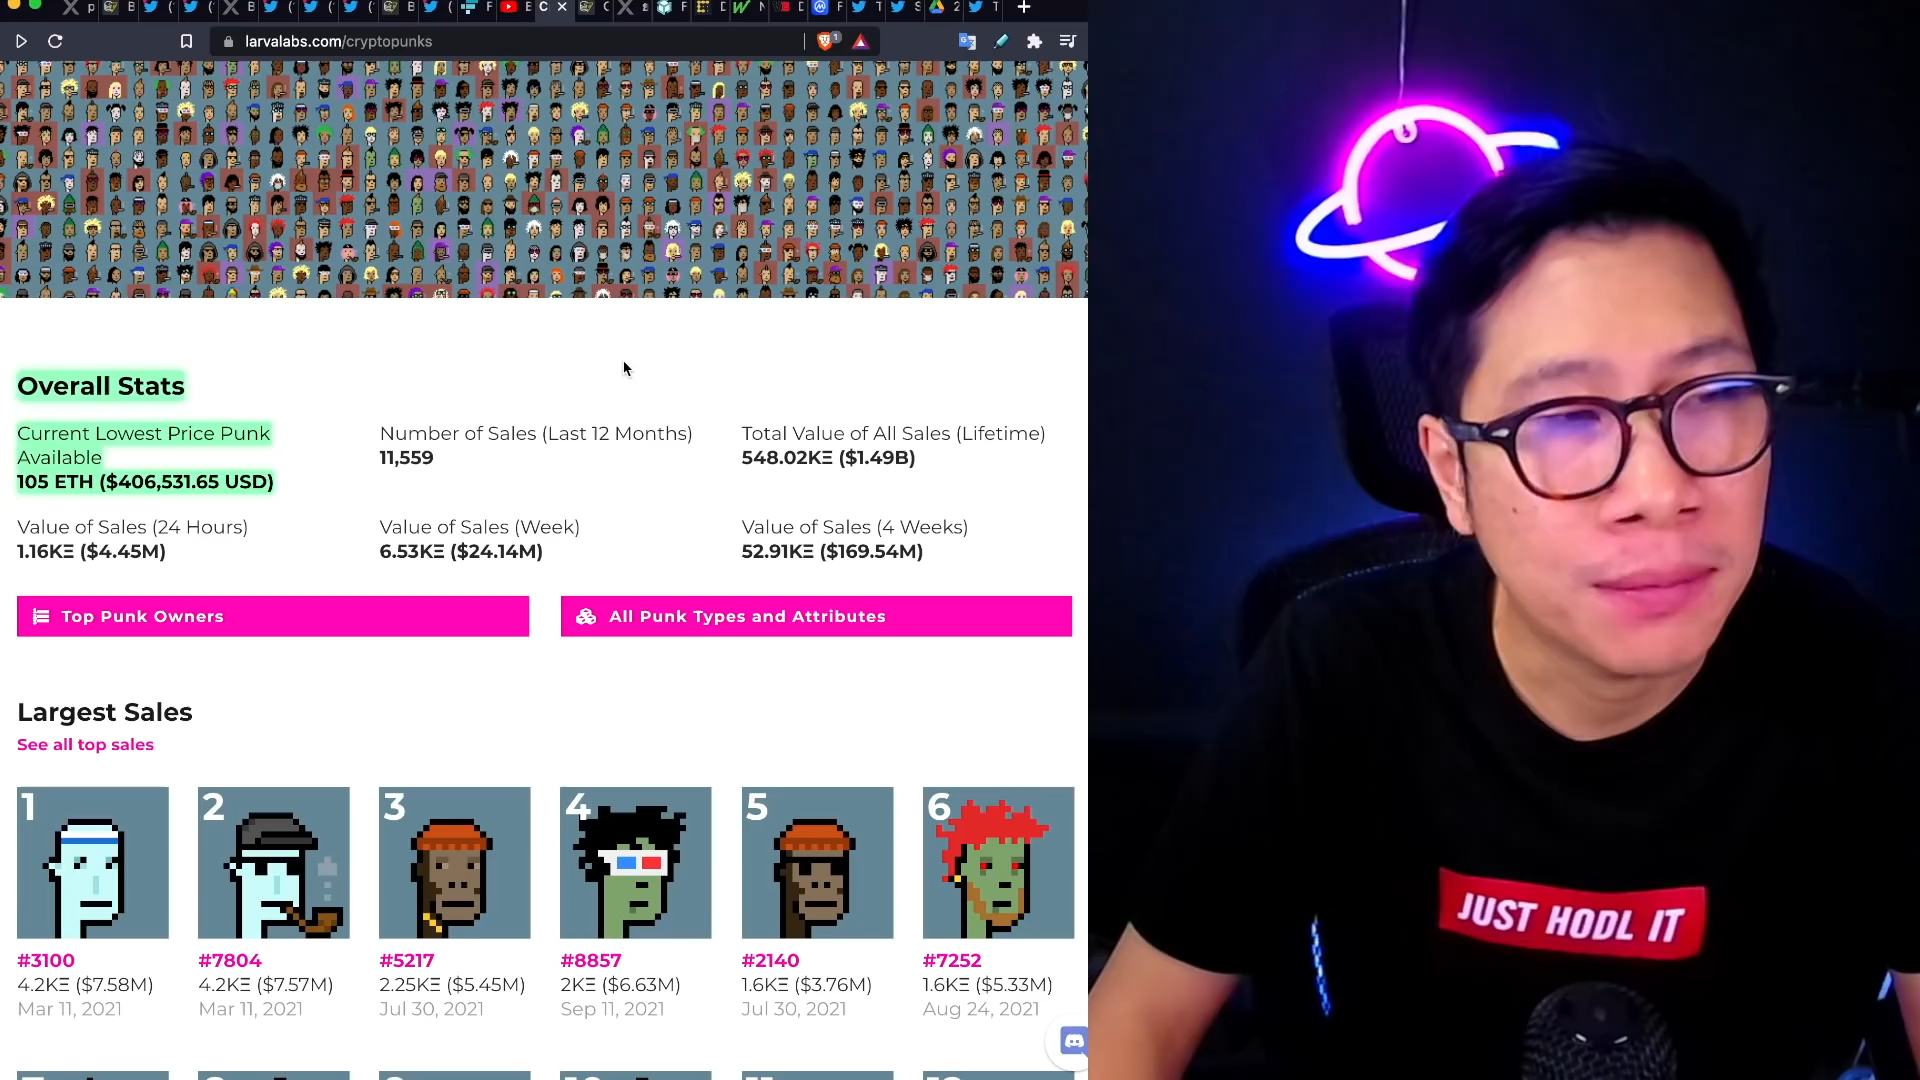 larvalabs.com/cryptopunks
1
Overall Stats
Current Lowest Price Punk
Available
105 ETH ($406,531.65 USD)
Number of Sales (Last 12 Months)
11,559
Total Value of All Sales (Lifetime)
548.02KΞ ($1.49B)
Value of Sales (24 Hours)
1.16KΞ ($4.45M)
Value of Sales (Week)
6.53KΞ ($24.14M)
Value of Sales (4 Weeks)
52.91KΞ ($169.54M)
Top Punk Owners
All Punk Types and Attributes
Largest Sales
See all top sales
1
#3100
4.2KΞ ($7.58M)
Mar 11, 2021
2
#7804
4.2KΞ ($7.57M)
Mar 11, 2021
3
#5217
2.25KΞ ($5.45M)
Jul 30, 2021
4
#8857
2KΞ ($6.63M)
Sep 11, 2021
5
#2140
1.6KΞ ($3.76M)
Jul 30, 2021
6
#7252
1.6KΞ ($5.33M)
Aug 24, 2021
JUST HODL IT